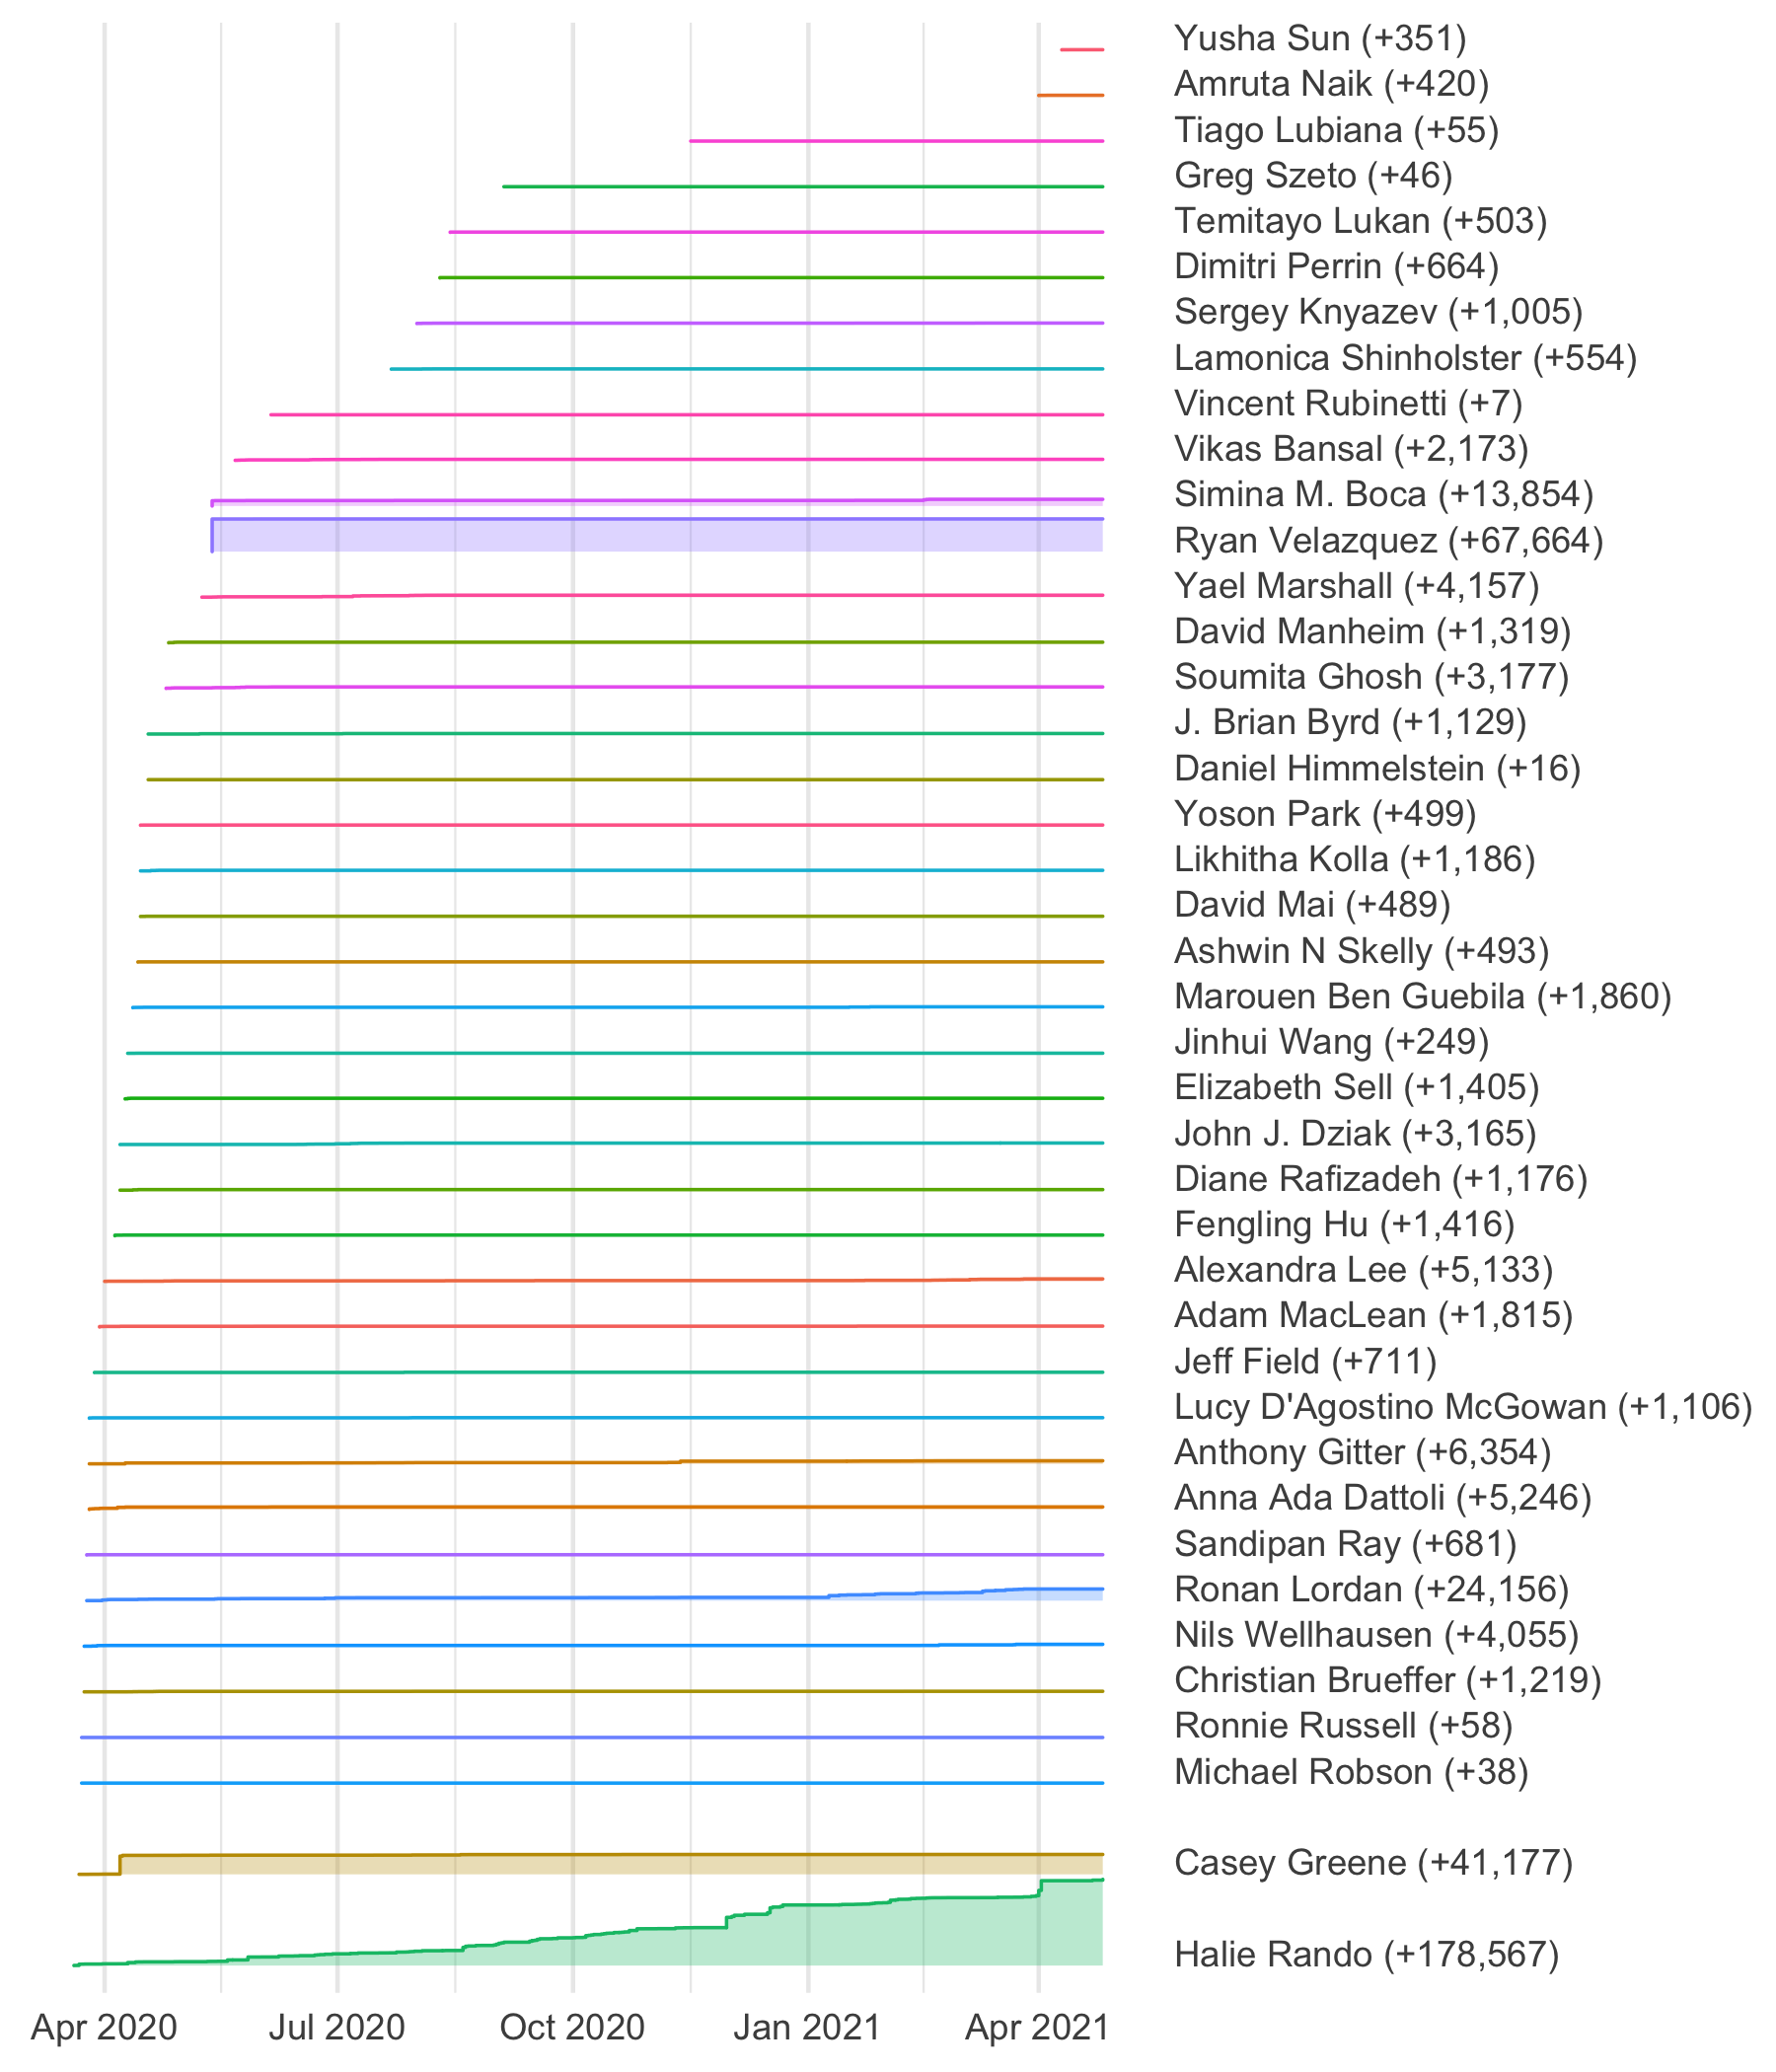 Yusha Sun (+351)
Amruta Naik (+420)
Tiago Lubiana (+55)
Greg Szeto (+46)
Temitayo Lukan (+503)
Dimitri Perrin (+664)
Sergey Knyazev (+1,005)
Lamonica Shinholster (+554)
Vincent Rubinetti (+7)
Vikas Bansal (+2,173)
Simina M. Boca (+13,854)
Ryan Velazquez (+67,664)
Yael Marshall (+4,157)
David Manheim (+1,319)
Soumita Ghosh (+3,177)
J. Brian Byrd (+1,129)
Daniel Himmelstein (+16)
Yoson Park (+499)
Likhitha Kolla (+1,186)
David Mai (+489)
Ashwin N Skelly (+493)
Marouen Ben Guebila (+1,860)
Jinhui Wang (+249)
Elizabeth Sell (+1,405)
John J. Dziak (+3,165)
Diane Rafizadeh (+1,176)
Fengling Hu (+1,416)
Alexandra Lee (+5,133)
Adam MacLean (+1,815)
Jeff Field (+711)
Lucy D'Agostino McGowan (+1,106)
Anthony Gitter (+6,354)
Anna Ada Dattoli (+5,246)
Sandipan Ray (+681)
Ronan Lordan (+24,156)
Nils Wellhausen (+4,055)
Christian Brueffer (+1,219)
Ronnie Russell (+58)
Michael Robson (+38)
Casey Greene (+41,177)
Halie Rando (+178,567)
Apr 2020 Jul 2020 Oct 2020 Jan 2021 Apr 2021